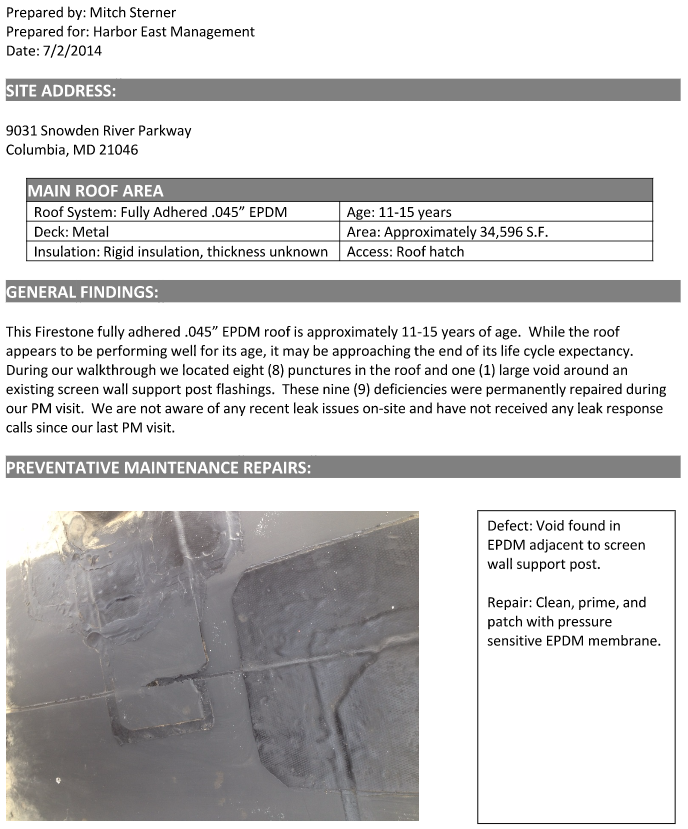 Prepared by: Mitch Sterner
Prepared for: Harbor East Management
Date: 7/2/2014
SITE ADDRESS:
9031 Snowden River Parkway
Columbia, MD 21046
MAIN ROOF AREA
Roof System: Fully Adhered .045” EPDM
Age: 11-15 years
Deck: Metal
Area: Approximately 34,596 S.F.
Insulation: Rigid insulation, thickness unknown
Access: Roof hatch
GENERAL FINDINGS:
This Firestone fully adhered .045” EPDM roof is approximately 11-15 years of age.  While the roof
appears to be performing well for its age, it may be approaching the end of its life cycle expectancy.
During our walkthrough we located eight (8) punctures in the roof and one (1) large void around an
existing screen wall support post flashings.  These nine (9) deficiencies were permanently repaired during
our PM visit.  We are not aware of any recent leak issues on-site and have not received any leak response
calls since our last PM visit.
PREVENTATIVE MAINTENANCE REPAIRS:
Defect: Void found in
EPDM adjacent to screen
wall support post.
Repair: Clean, prime, and
patch with pressure
sensitive EPDM membrane.